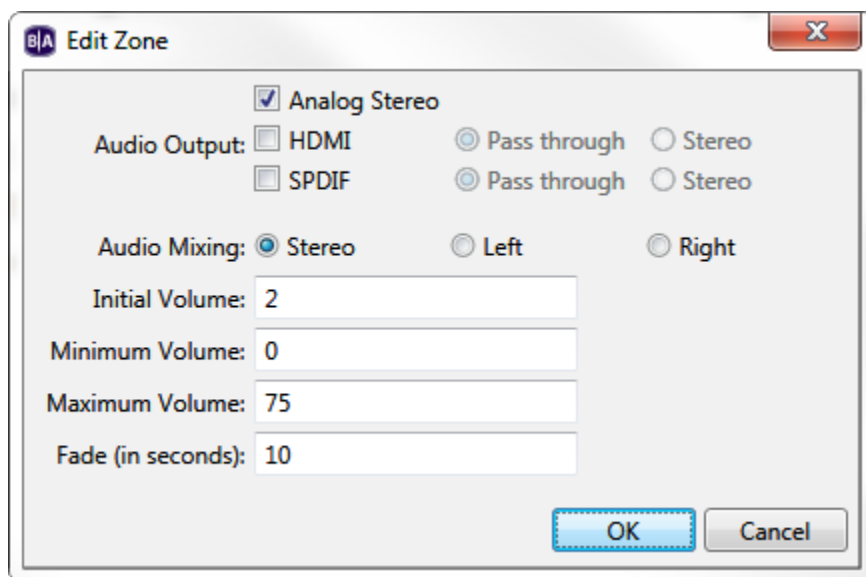 B|A Edit Zone
Analog Stereo
Audio Output: HDMI Pass through Stereo
SPDIF Pass through Stereo
Audio Mixing: Stereo Left Right
Initial Volume: 2
Minimum Volume: 0
Maximum Volume: 75
Fade (in seconds): 10
OK Cancel